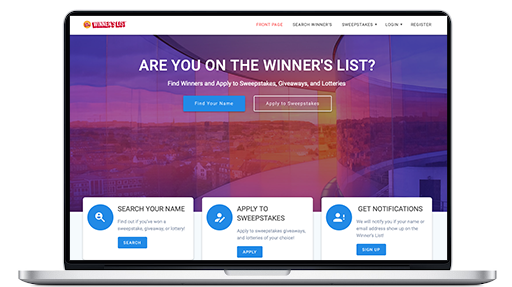 WINNER'S LIST
FRONT-PAGE SEARCH WINNER'S SWEEPSTAKES LOGIN REGISTER
ARE YOU ON THE WINNER'S LIST?
Find Winners and Apply to Sweepstakes, Giveaways, and Lotteries
Find Your Name Apply to Sweepstakes
SEARCH YOUR NAME
Find out if you've won a
sweepstake, giveaway, or lottery!
SEARCH
APPLY TO
SWEEPSTAKES
Apply to sweepstakes, giveaways,
and lotteries of your choice!
APPLY
GET NOTIFICATIONS
We will notify you if your name or
email address show up on the
Winner's List!
SIGN UP